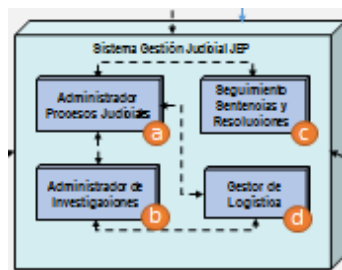 Sistema Gestión Judicial JEP
Administrador
Procesos Judiciales
a
Seguimiento
Sentencias y
Resoluciones
c
Administrador de
Investigaciones
b
Gestor de
Logística
d